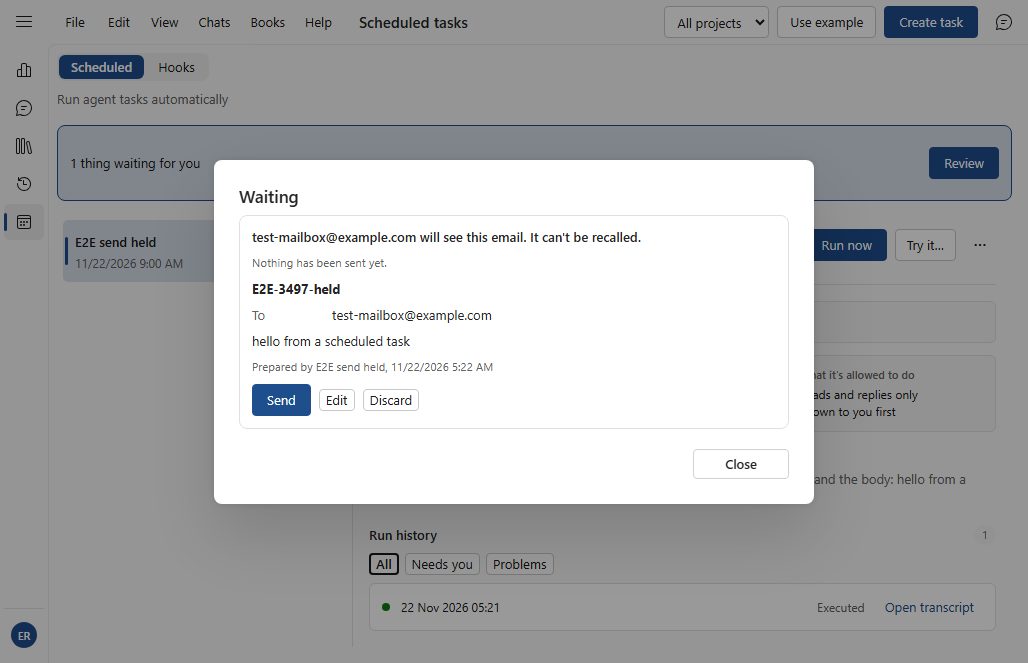 File Edit View Chats Books Help Scheduled tasks All projects Use example Create task
Scheduled Hooks
Run agent tasks automatically
1 thing waiting for you Review
E2E send held
11/22/2026 9:00 AM
Run now Try it... ...
Waiting
test-mailbox@example.com will see this email. It can't be recalled.
Nothing has been sent yet.
E2E-3497-held
To test-mailbox@example.com
hello from a scheduled task
Prepared by E2E send held, 11/22/2026 5:22 AM
Send Edit Discard
Close
it's allowed to do
and replies only
to you first
and the body: hello from a
Run history 1
All Needs you Problems
22 Nov 2026 05:21 Executed Open transcript
ER